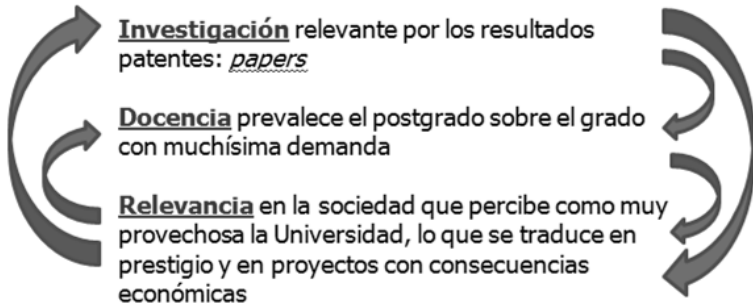 Investigación relevante por los resultados
patentes: papers
Docencia prevalece el postgrado sobre el grado
con muchísima demanda
Relevancia en la sociedad que percibe como muy
provechosa la Universidad, lo que se traduce en
prestigio y en proyectos con consecuencias
económicas